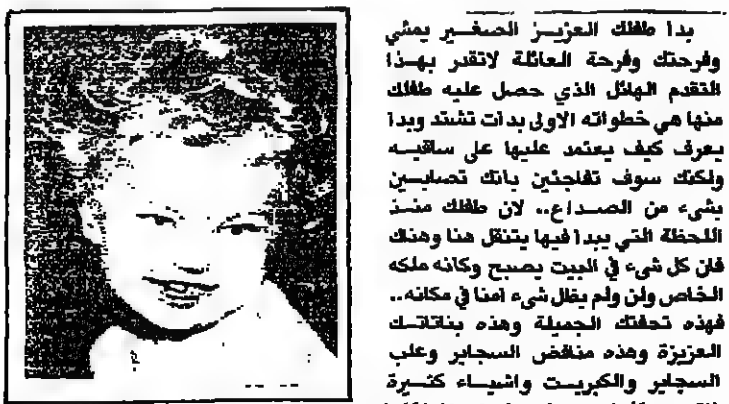 بدا طفلك العزيز الصغير يمشي
وفرحتك وفرحة العائلة لاتقدر بهذا
التقدم الهائل الذي حصل عليه طفلك
منها هي خطواته الاولى بدات تشتد وبدا
يعرف كيف يعتمد عليها على ساقيه
ولكنك سوف تفاجئين بانك تصابين
بشيء من الصداع.. لان طفلك منذ
اللحظة التي يبدا فيها يتنقل هنا وهناك
فان كل شيء في البيت يصبح وكانه ملكه
الخاص ولن ولم يظل شيء امنا في مكانه..
فهذه تحفتك الجميلة وهذه بناتاتك
العزيزة وهذه منافض السجاير وعلب
السجاير والكبريت واشياء كثيرة